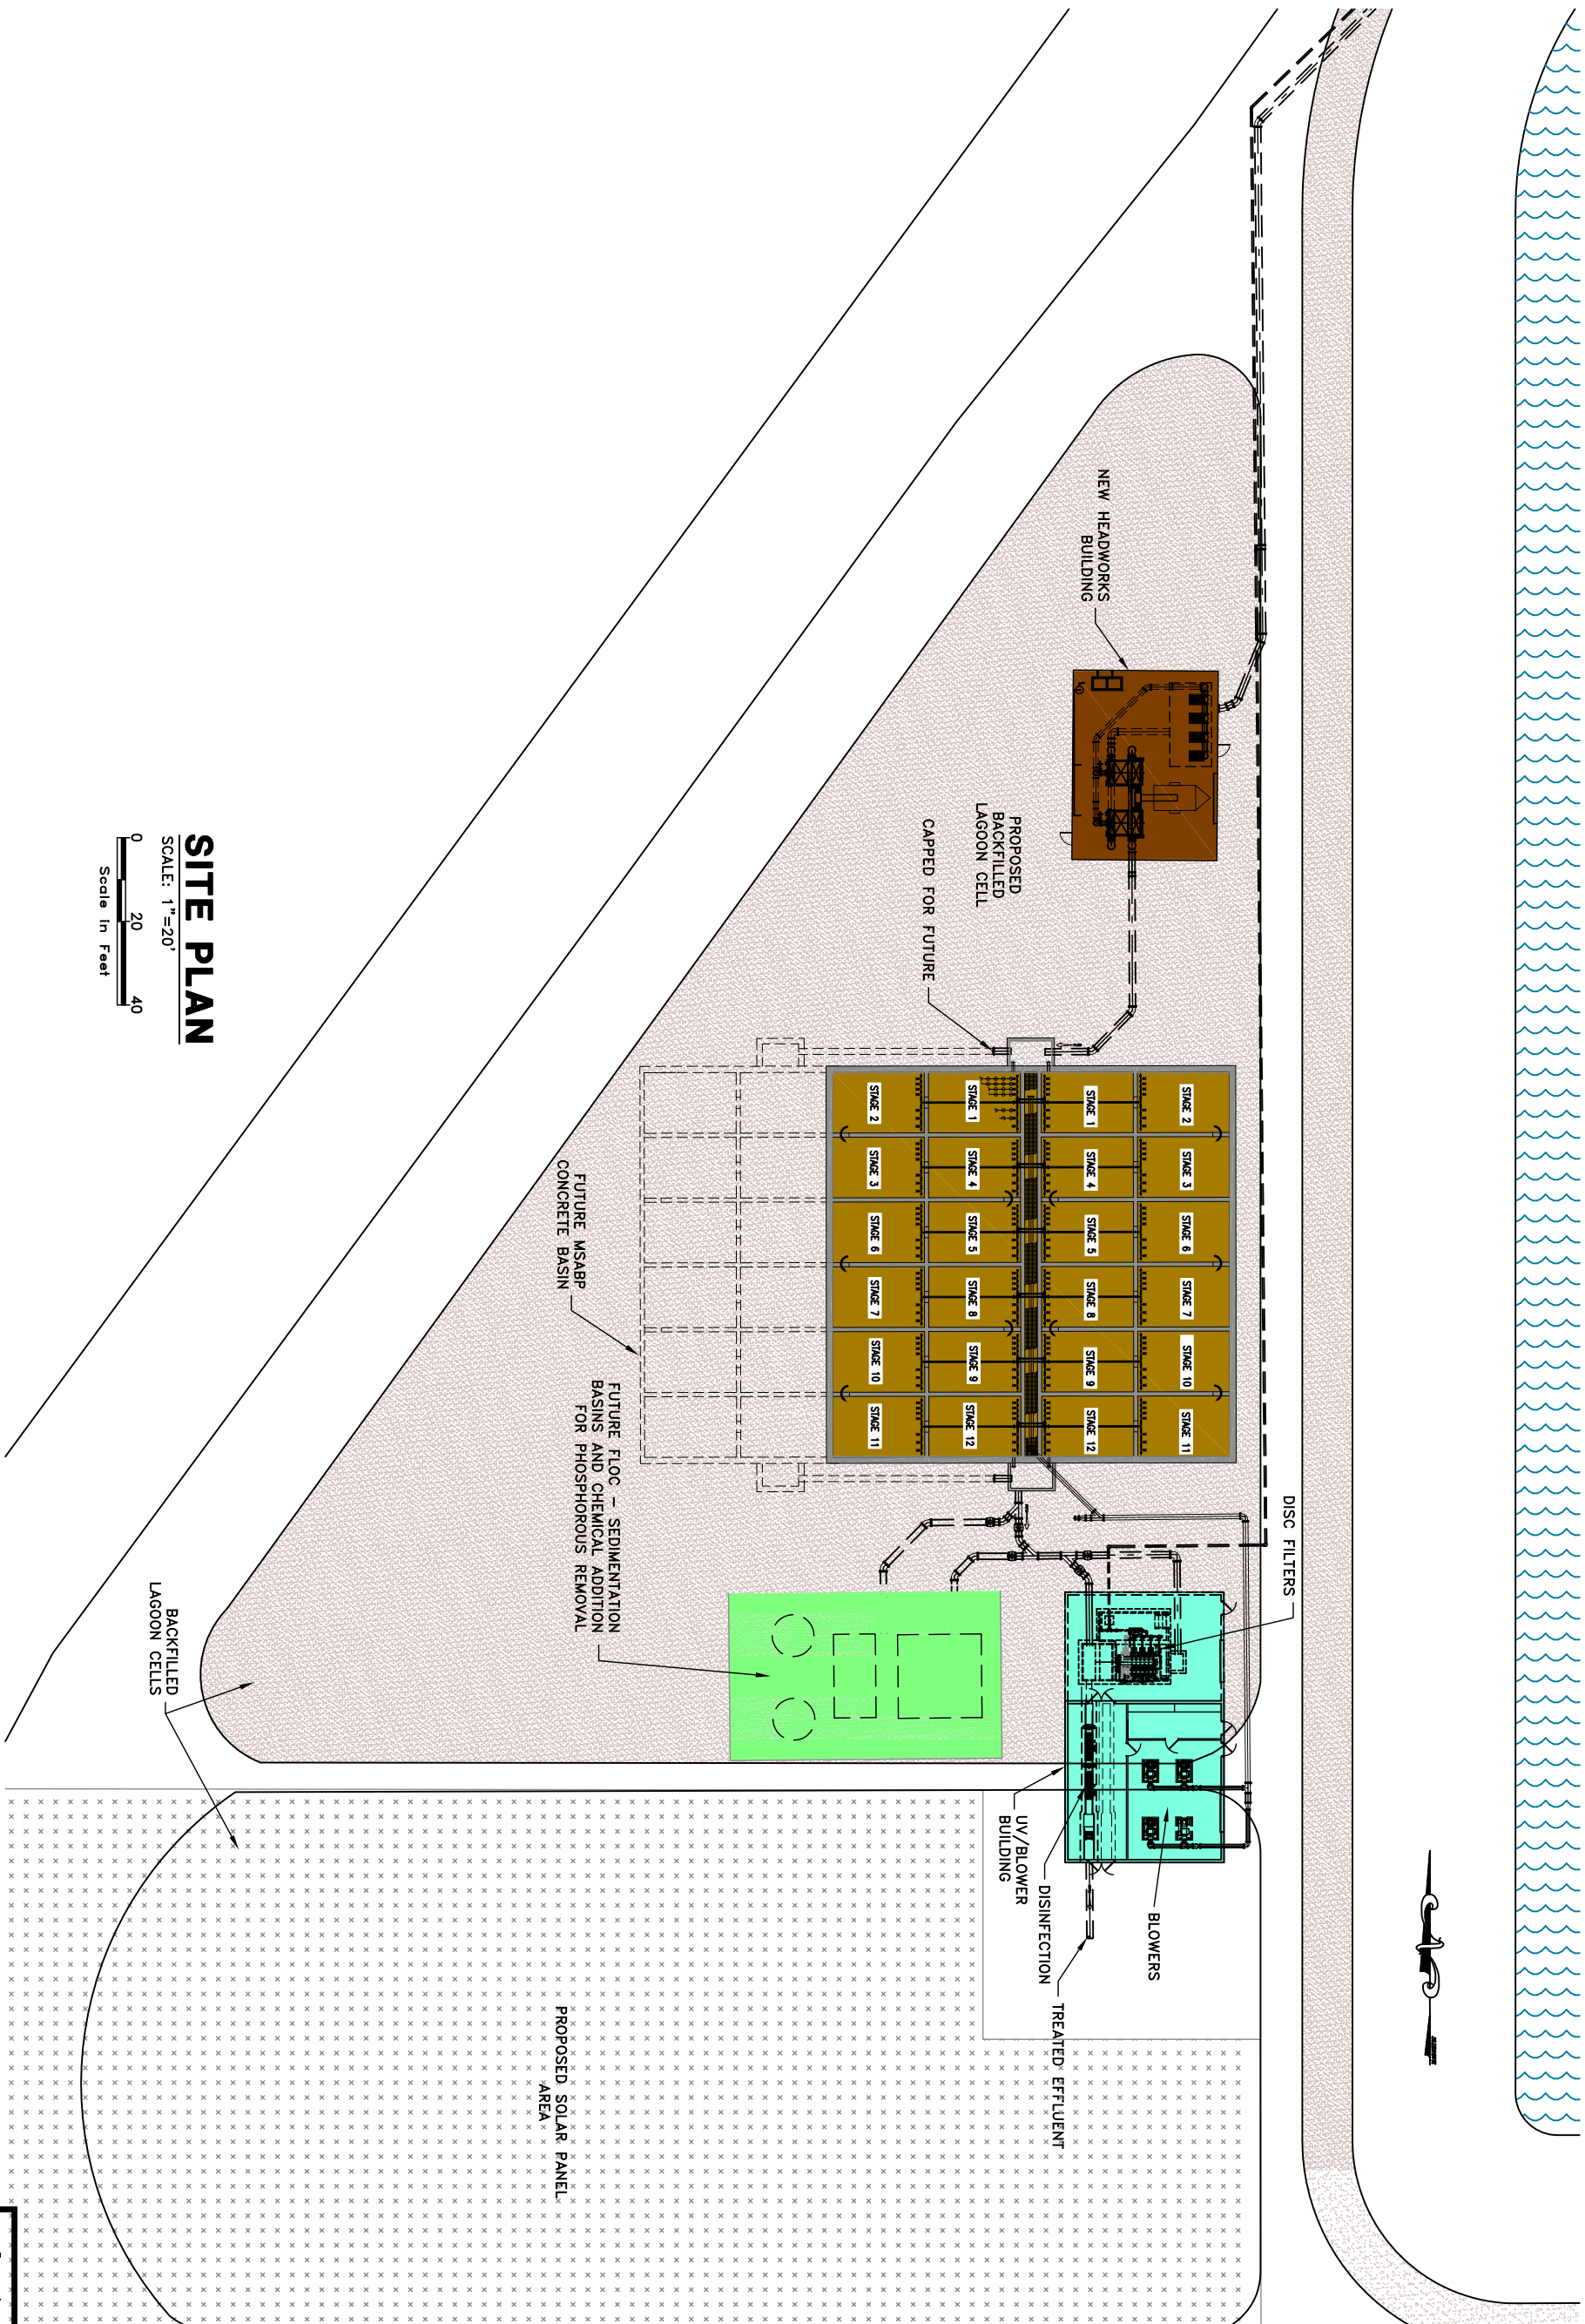 NEW HEADWORKS
BUILDING
PROPOSED
BACKFILLED
LAGOON CELL
CAPPED FOR FUTURE
STAGE 2
STAGE 3
STAGE 6
STAGE 7
STAGE 10
STAGE 11
STAGE 1
STAGE 4
STAGE 5
STAGE 8
STAGE 9
STAGE 12
STAGE 1
STAGE 4
STAGE 5
STAGE 8
STAGE 9
STAGE 12
STAGE 2
STAGE 3
STAGE 6
STAGE 7
STAGE 10
STAGE 11
DISC FILTERS
BLOWERS
TREATED EFFLUENT
DISINFECTION
UV/BLOWER
BUILDING
FUTURE MSABP
CONCRETE BASIN
FUTURE FLOC - SEDIMENTATION
BASINS AND CHEMICAL ADDITION
FOR PHOSPHOROUS REMOVAL
PROPOSED SOLAR PANEL
AREA
BACKFILLED
LAGOON CELLS
SITE PLAN
SCALE: 1"=20'
0 20 40
Scale in Feet